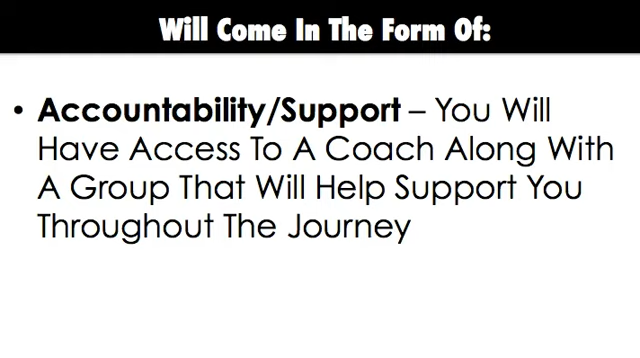 Will Come In The Form Of:
• Accountability/Support – You Will
Have Access To A Coach Along With
A Group That Will Help Support You
Throughout The Journey